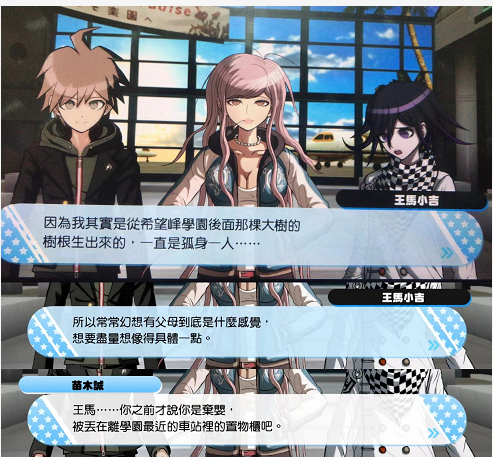 adise
樂園へ
王馬小吉
因為我其實是從希望峰學園後面那棵大樹的
樹根生出來的，一直是孤身一人……
王馬小吉
所以常常幻想有父母到底是什麼感覺，
想要盡量想像得具體一點。
苗木誠
王馬……你之前才說你是棄嬰，
被丟在離學園最近的車站裡的置物櫃吧。